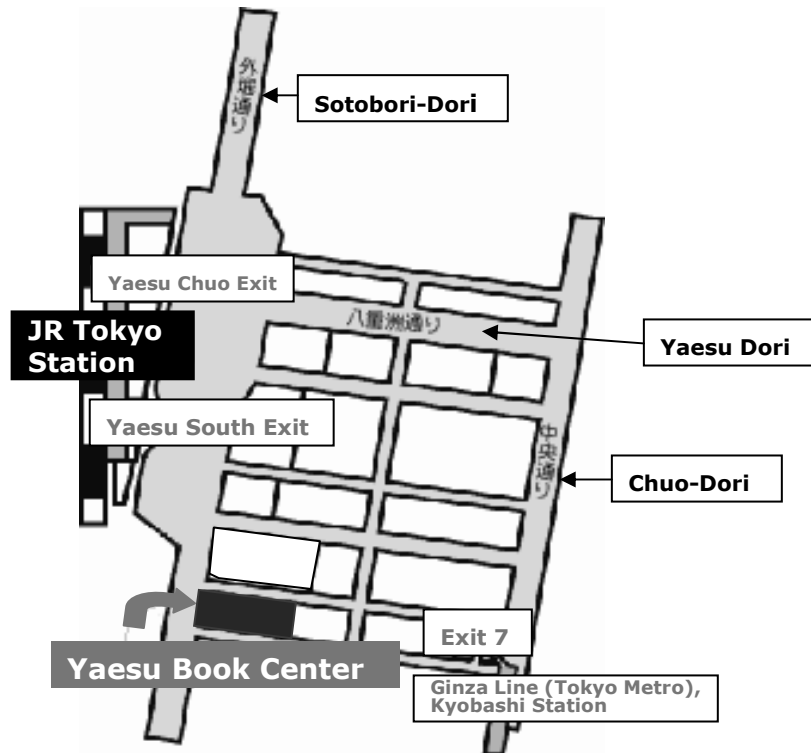 外堀通り
Sotobori-Dori
Yaesu Chuo Exit
八重洲通り
JR Tokyo
Station
Yaesu Dori
Yaesu South Exit
中央通り
Chuo-Dori
Exit 7
Yaesu Book Center
Ginza Line (Tokyo Metro),
Kyobashi Station